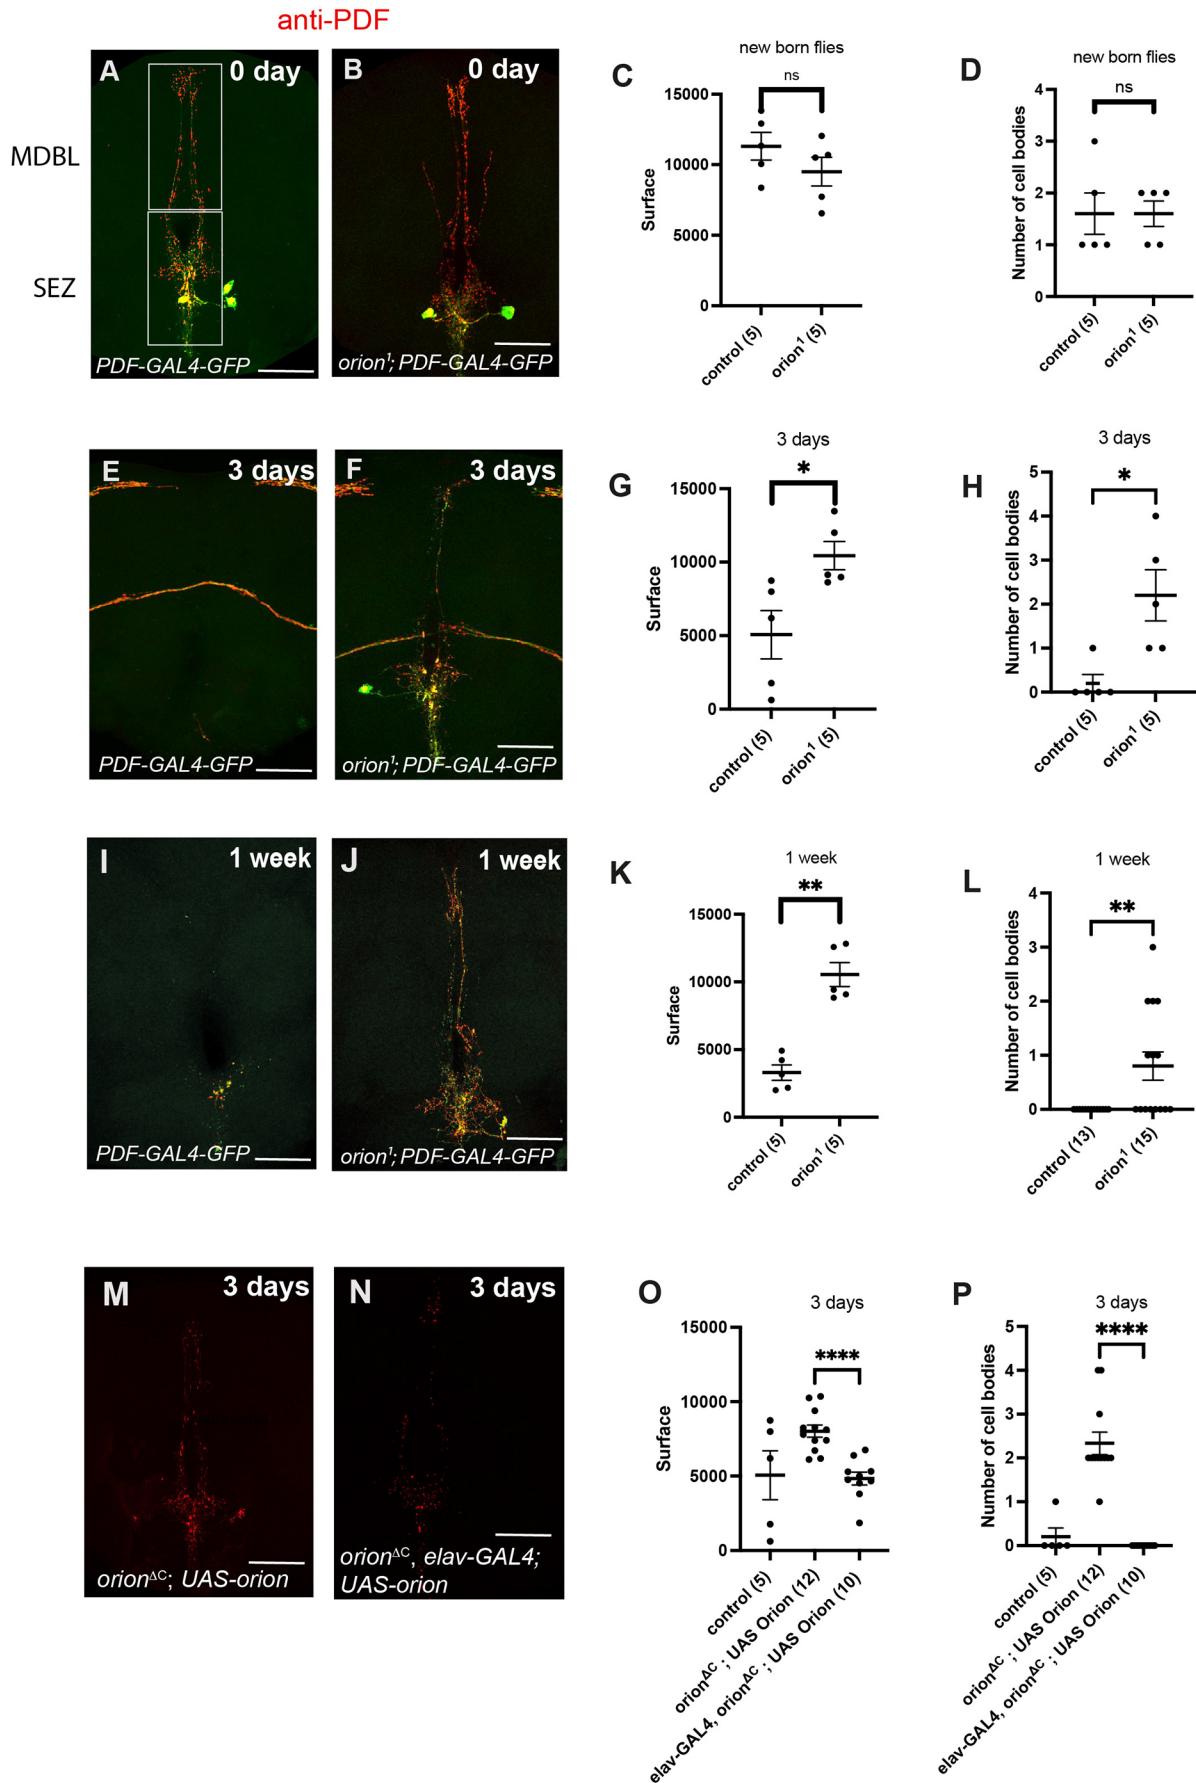 anti-PDF
A
0 day
B
0 day
MDBL
SEZ
PDF-GAL4-GFP
orion¹; PDF-GAL4-GFP
C
new born flies
ns
15000
10000
5000
0
Surface
control (5)
orion¹ (5)
D
new born flies
ns
4
3
2
1
0
Number of cell bodies
control (5)
orion¹ (5)
E
3 days
F
3 days
PDF-GAL4-GFP
orion¹; PDF-GAL4-GFP
G
3 days
*
15000
10000
5000
0
Surface
control (5)
orion¹ (5)
H
3 days
*
5
4
3
2
1
0
Number of cell bodies
control (5)
orion¹ (5)
I
1 week
J
1 week
PDF-GAL4-GFP
orion¹; PDF-GAL4-GFP
K
1 week
**
15000
10000
5000
0
Surface
control (5)
orion¹ (5)
L
1 week
**
4
3
2
1
0
Number of cell bodies
control (13)
orion¹ (15)
M
3 days
N
3 days
orionΔC; UAS-orion
orionΔC, elav-GAL4;
UAS-orion
O
3 days
****
15000
10000
5000
0
Surface
control (5)
orionΔC ; UAS Orion (12)
elav-GAL4, orionΔC ; UAS Orion (10)
P
3 days
****
5
4
3
2
1
0
Number of cell bodies
control (5)
orionΔC ; UAS Orion (12)
elav-GAL4, orionΔC ; UAS Orion (10)